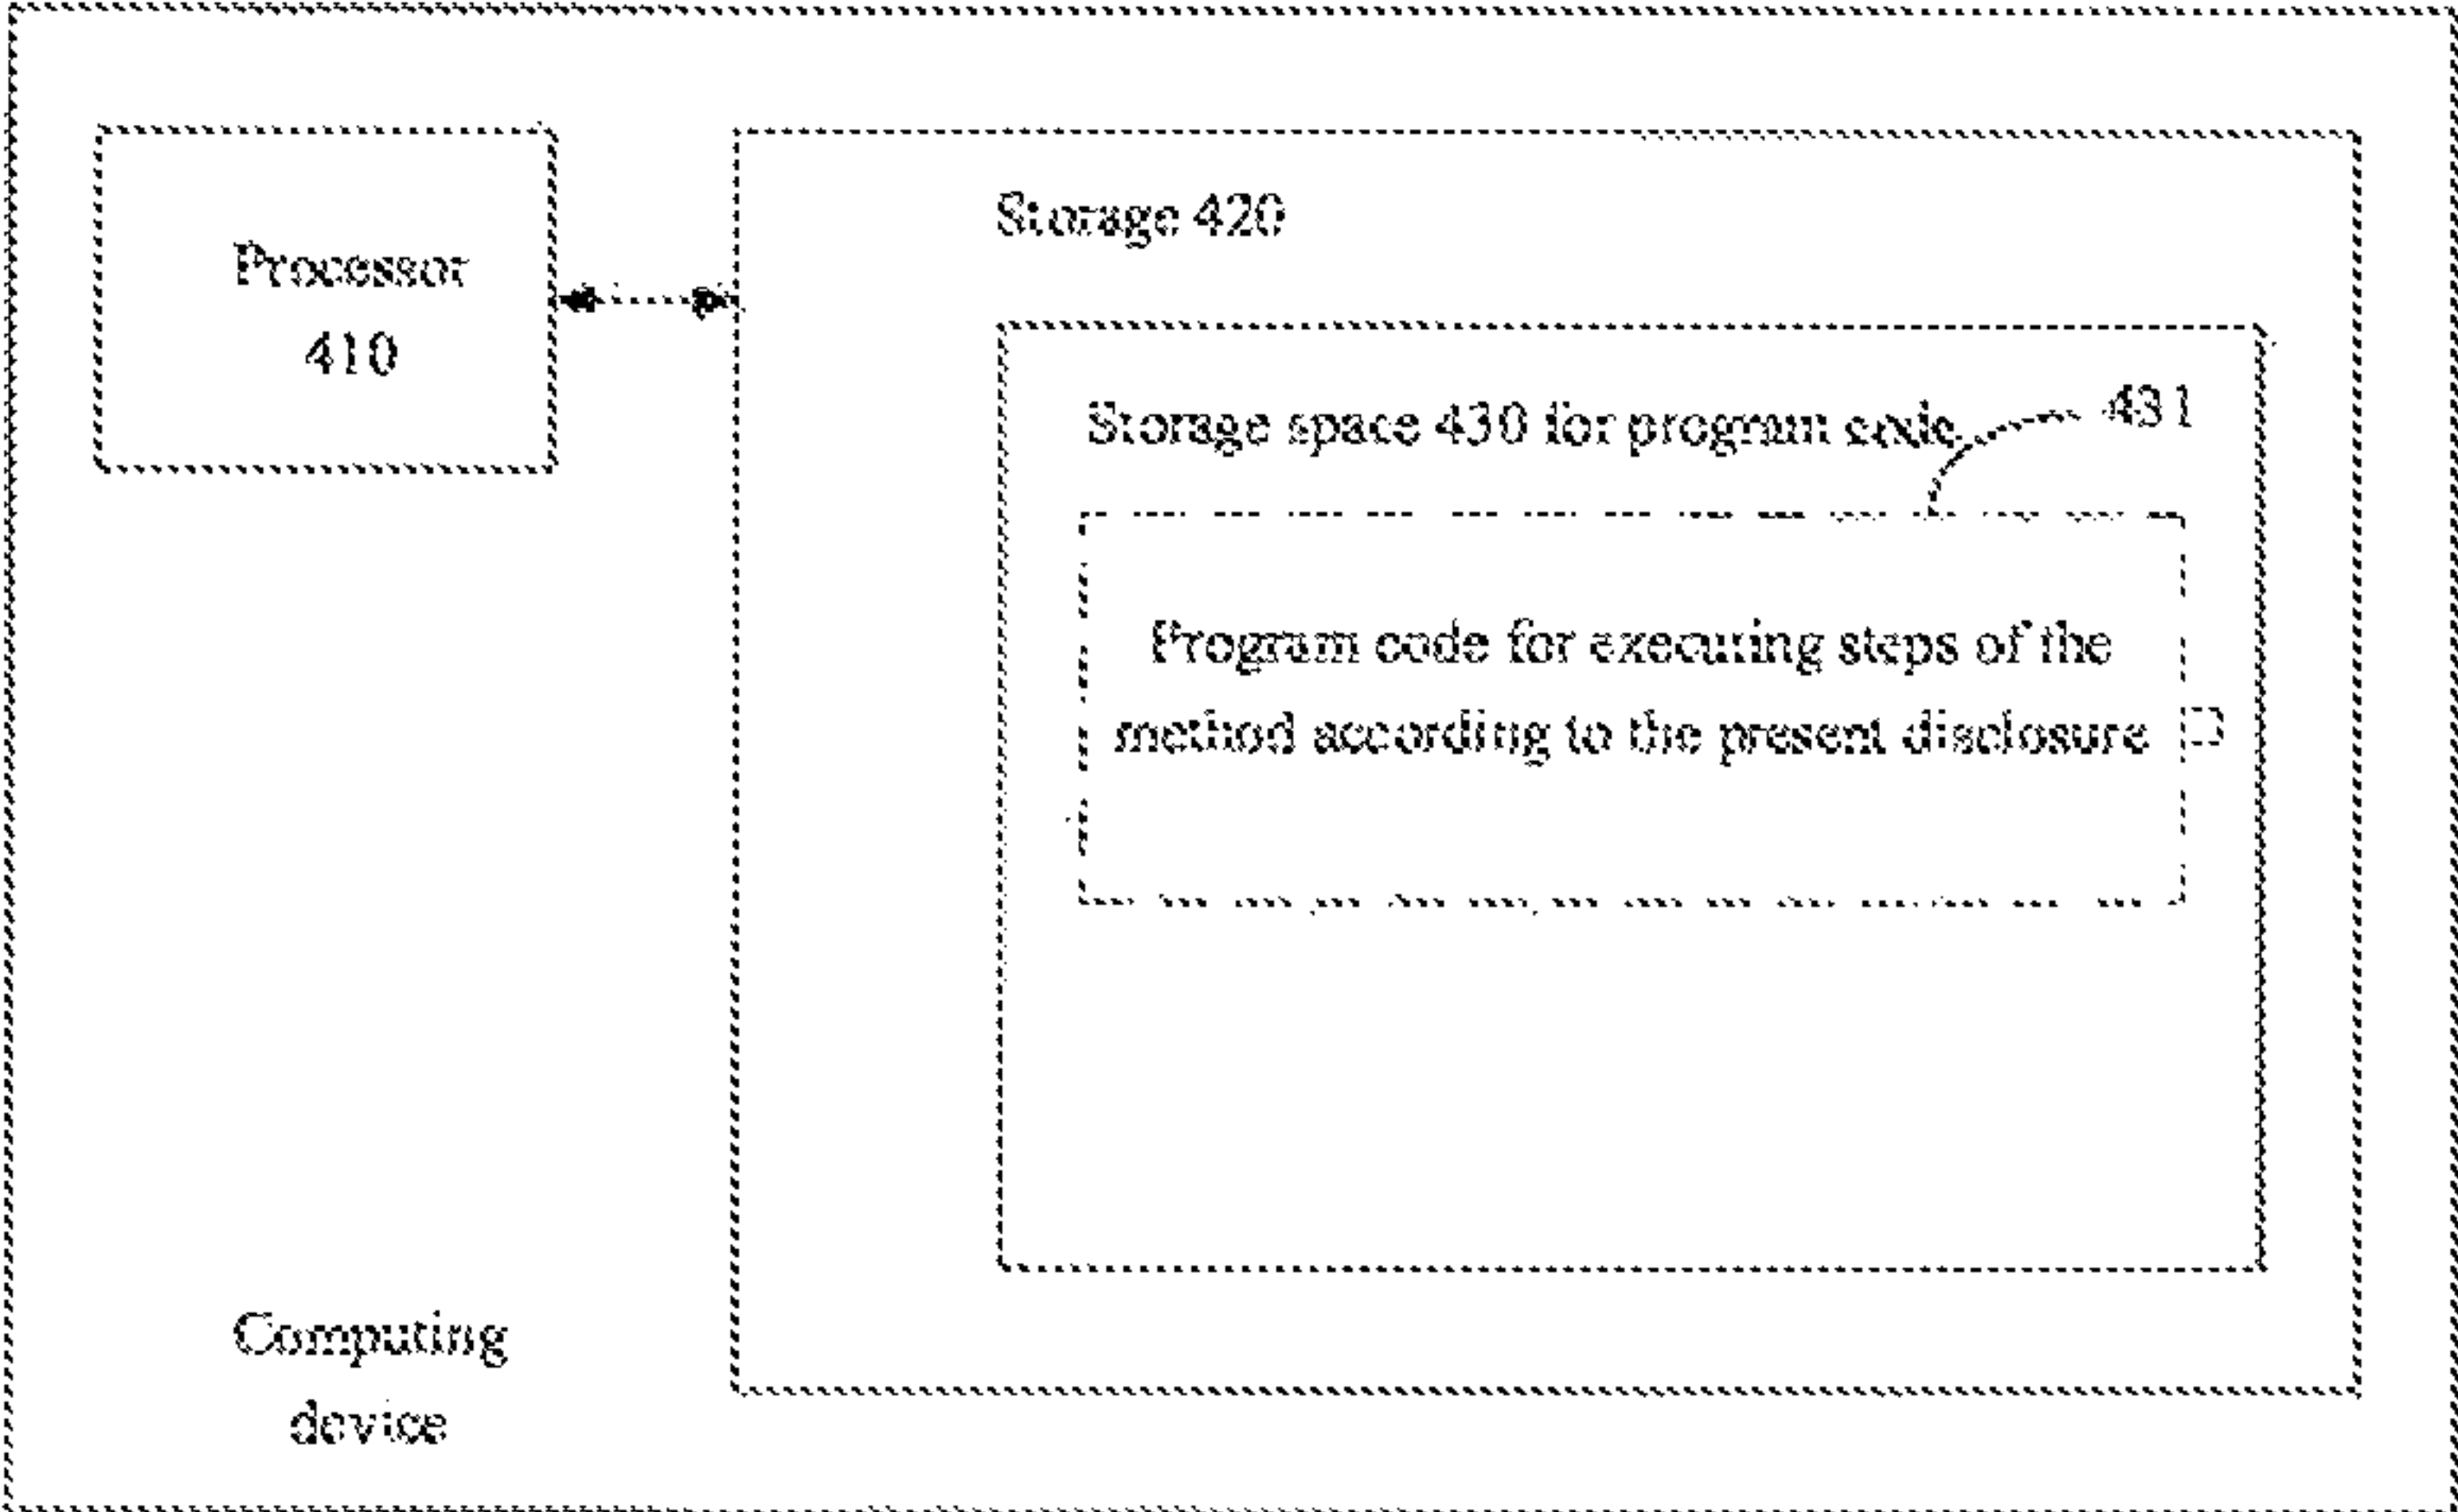 Storage 420
Processor
410
Storage space 430 for program code
431
Program code for executing steps of the
method according to the present disclosure
Computing
device